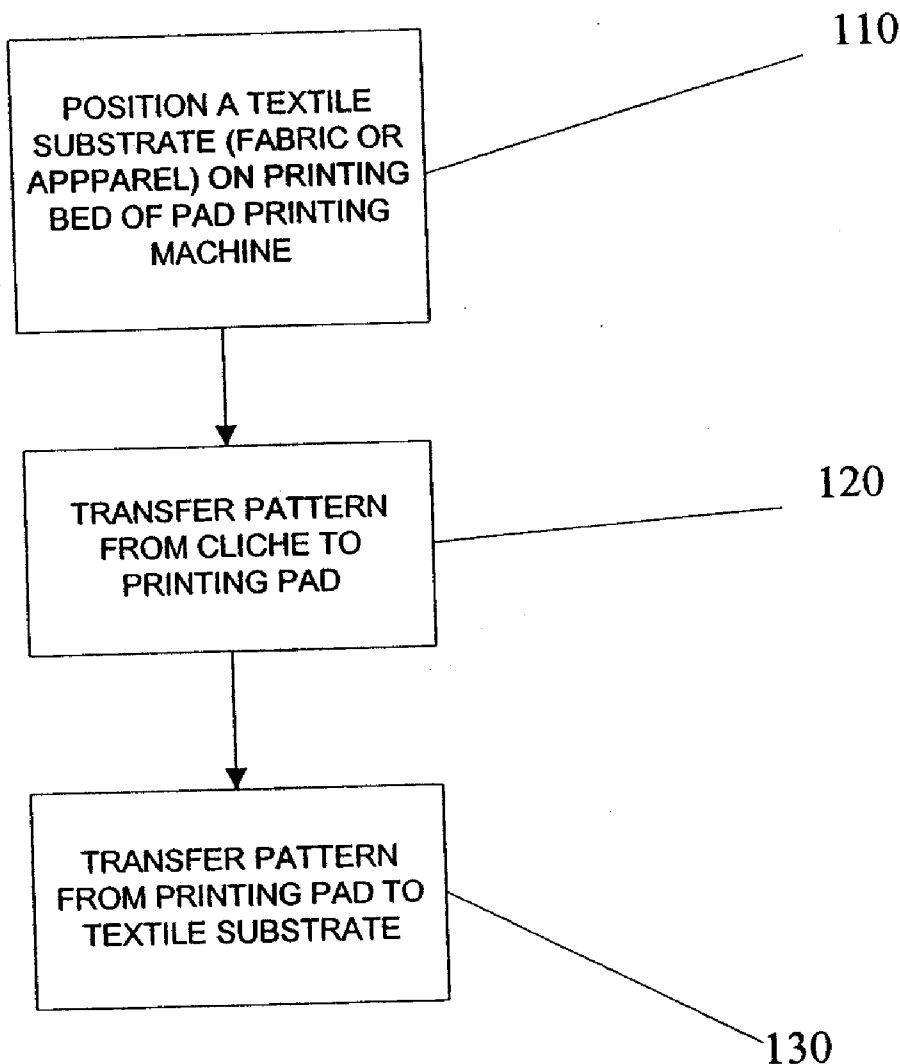 110
POSITION A TEXTILE
SUBSTRATE (FABRIC OR
APPPAREL) ON PRINTING
BED OF PAD PRINTING
MACHINE
120
TRANSFER PATTERN
FROM CLICHE TO
PRINTING PAD
TRANSFER PATTERN
FROM PRINTING PAD TO
TEXTILE SUBSTRATE
130